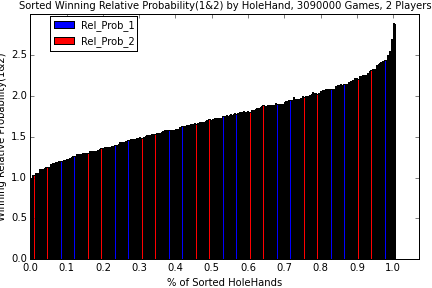 Sorted Winning Relative Probability(1&2) by HoleHand, 3090000 Games, 2 Players
Rel_Prob_1
Rel_Prob_2
Winning Relative Probability(1&2)
2.5
2.0
1.5
1.0
0.5
0.0
0.0 0.1 0.2 0.3 0.4 0.5 0.6 0.7 0.8 0.9 1.0
% of Sorted HoleHands